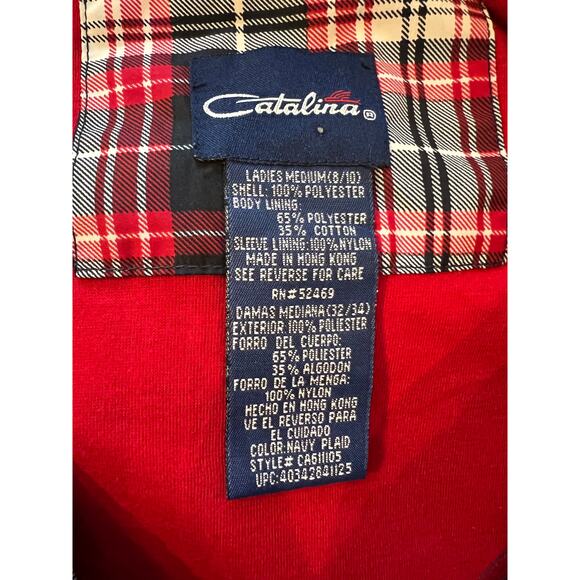 Catalina ®
LADIES MEDIUM(8/10)
SHELL: 100% POLYESTER
BODY LINING:
65% POLYESTER
35% COTTON
SLEEVE LINING:100% NYLON
MADE IN HONG KONG
SEE REVERSE FOR CARE
RN#52469
DAMAS MEDIANA(32/34)
EXTERIOR:100% POLIESTER
FORRO DEL CUERPO:
65% POLIESTER
35% ALGODON
FORRO DE LA MENGA:
100% NYLON
HECHO EN HONG KONG
VE EL REVERSO PARA
EL CUIDADO
COLOR:NAVY PLAID
STYLE# CA611105
UPC:40342841125